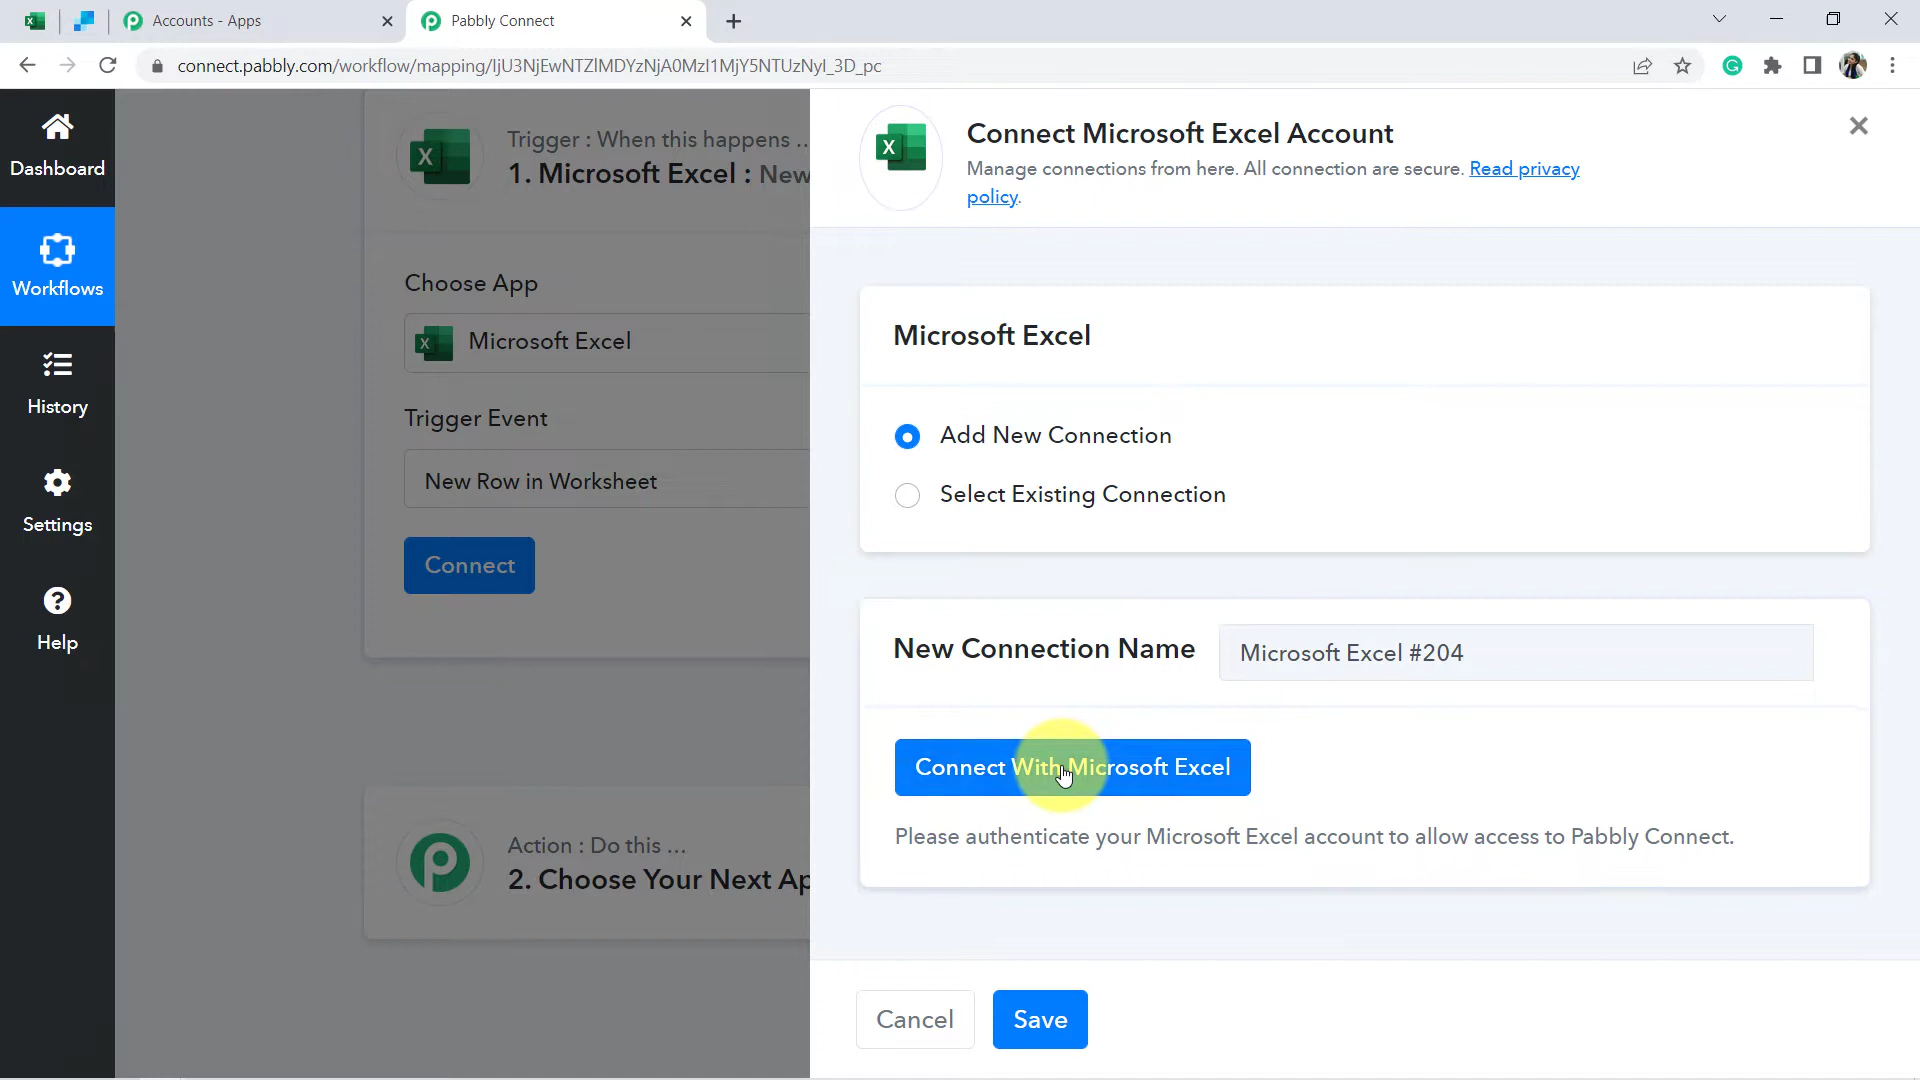 Accounts - Apps
Pabbly Connect
connect.pabbly.com/workflow/mapping/IjU3NjEwNTZlMDYzNjA0MzI1MjY5NTUzNyI_3D_pc
Dashboard
Workflows
History
Settings
Help
Trigger : When this happens ..
1. Microsoft Excel : New
Choose App
Microsoft Excel
Trigger Event
New Row in Worksheet
Connect
Action : Do this ...
2. Choose Your Next Ap
Connect Microsoft Excel Account
Manage connections from here. All connection are secure. Read privacy
policy.
Microsoft Excel
Add New Connection
Select Existing Connection
New Connection Name
Microsoft Excel #204
Connect With Microsoft Excel
Please authenticate your Microsoft Excel account to allow access to Pabbly Connect.
Cancel
Save